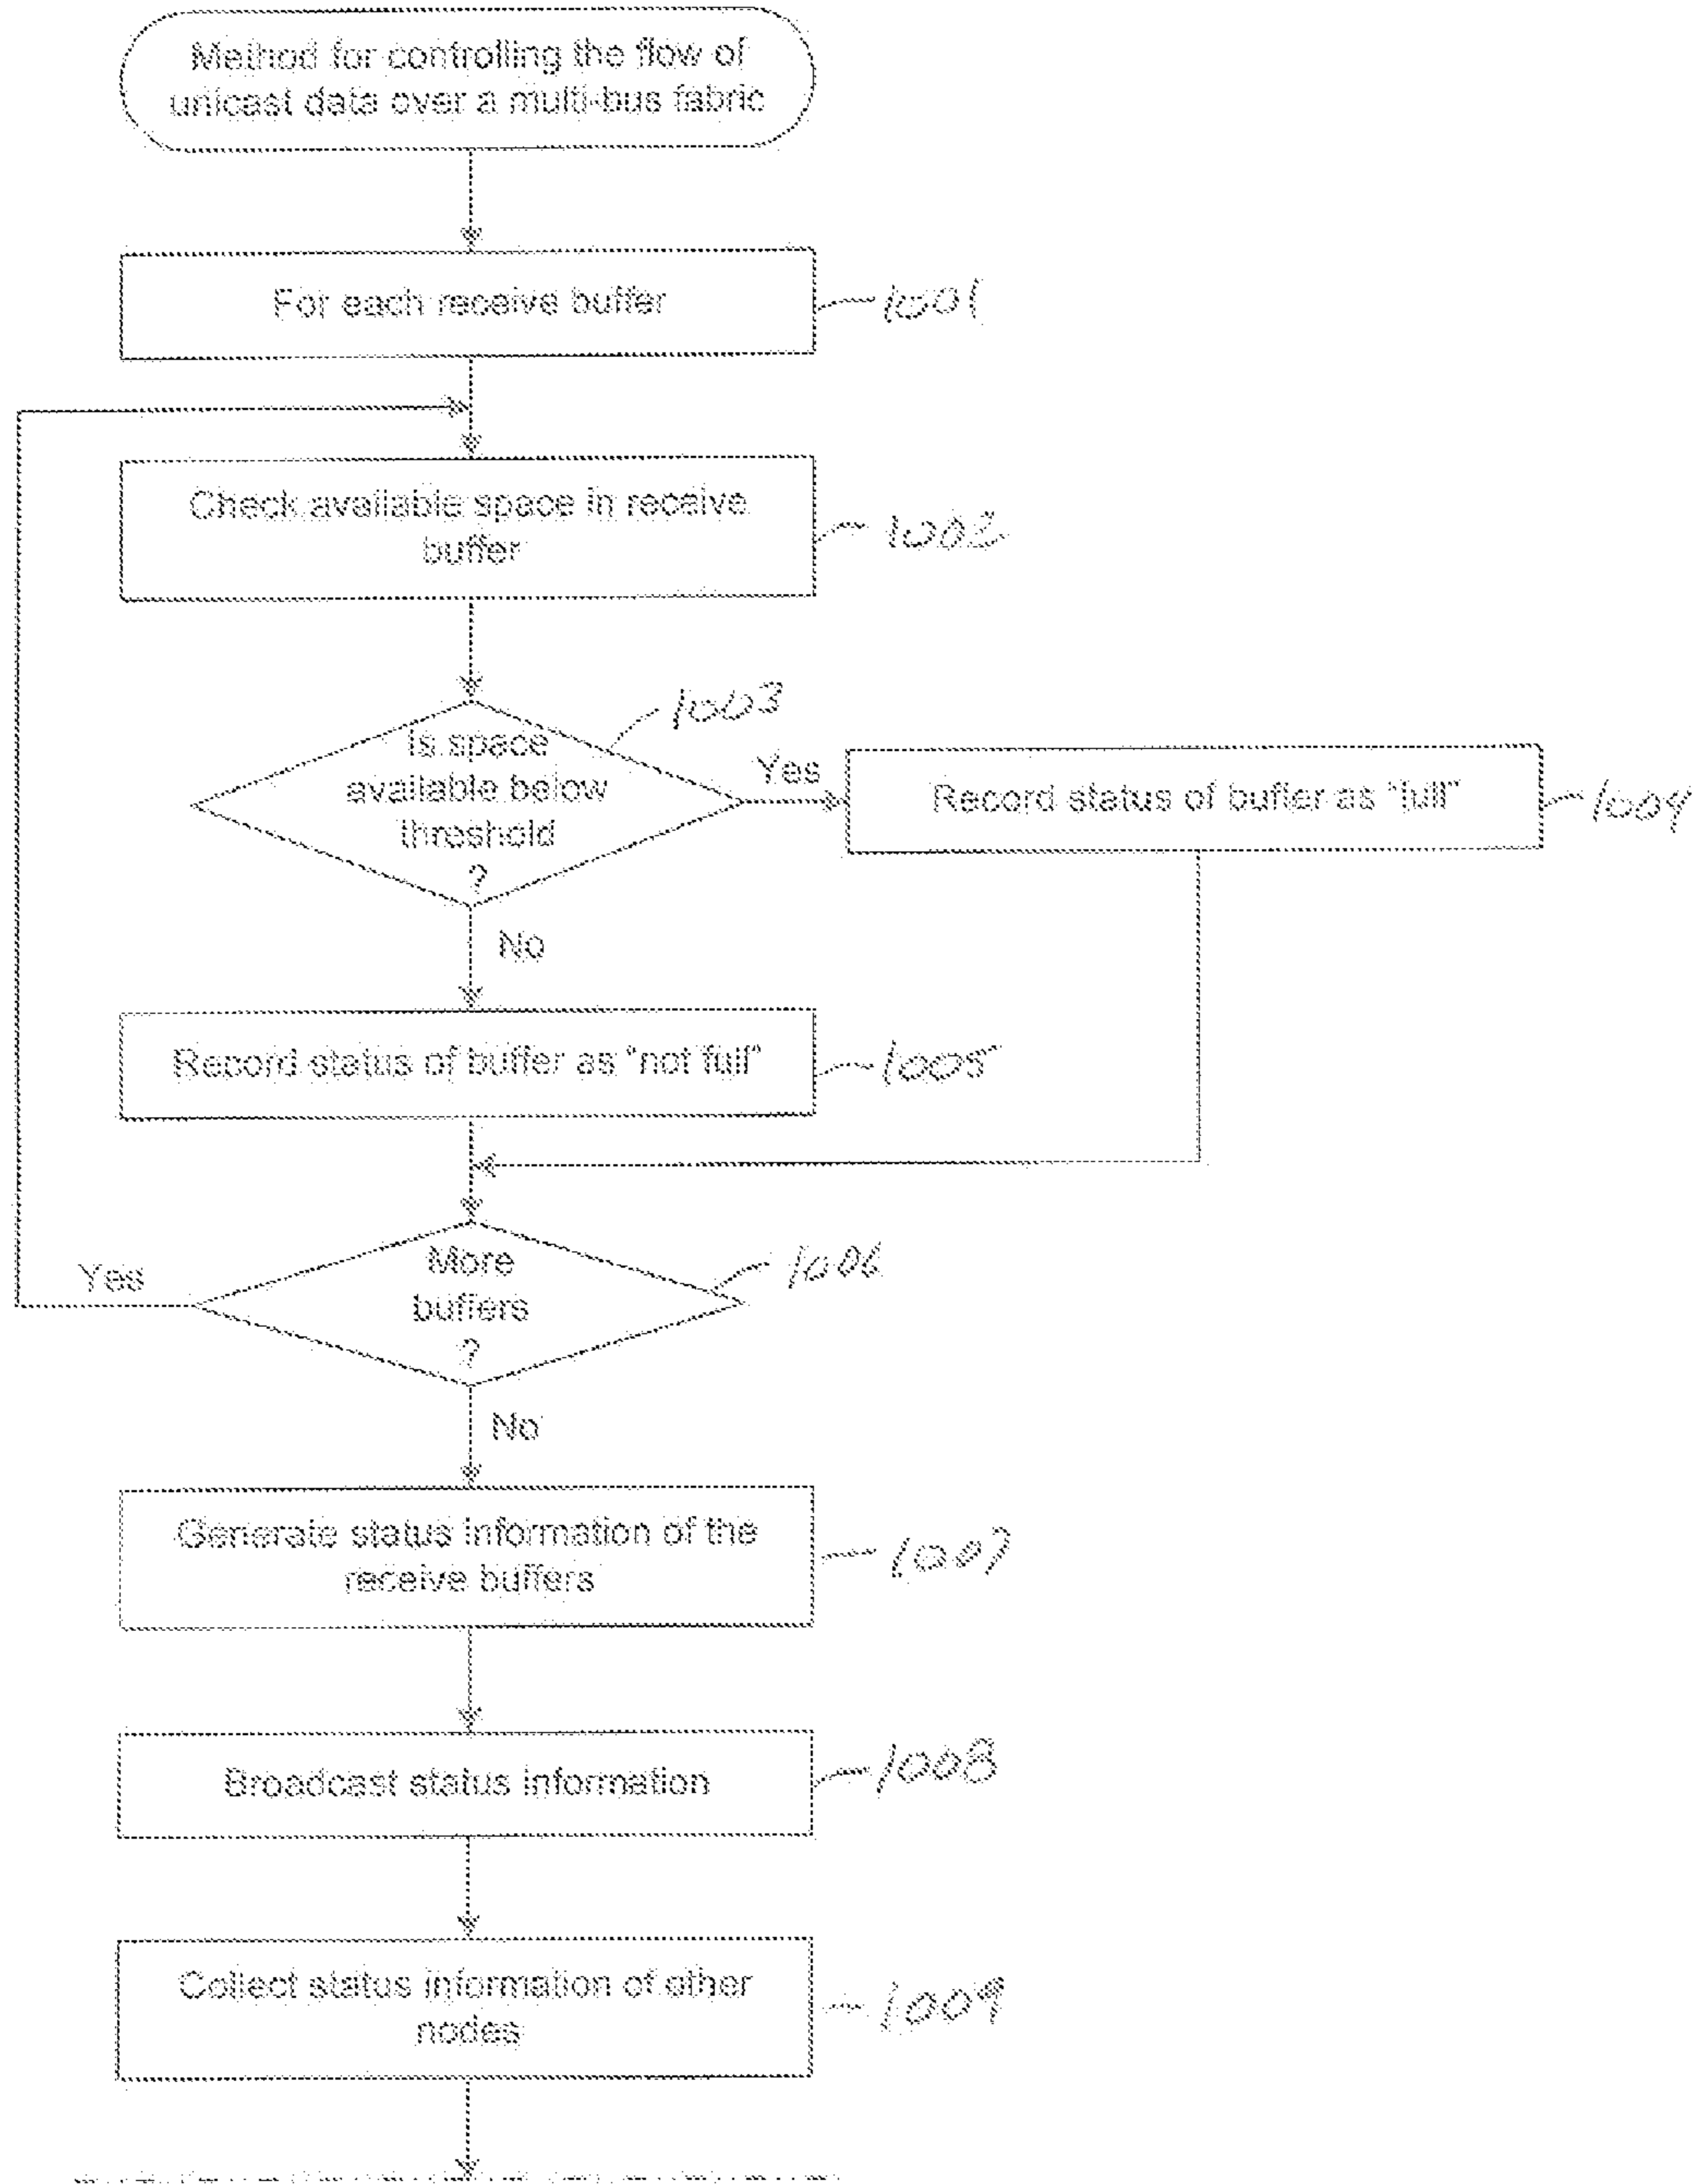 Method for controlling the flow of
unicast data over a multi-bus fabric
For each receive buffer
1001
Check available space in receive
buffer
1002
1003
Is space
available below
threshold
?
Yes
Record status of buffer as "full"
1004
No
Record status of buffer as "not full"
1005
More
buffers
?
1006
Yes
No
Generate status information of the
receive buffers
1007
Broadcast status information
1008
Collect status information of other
nodes
1009